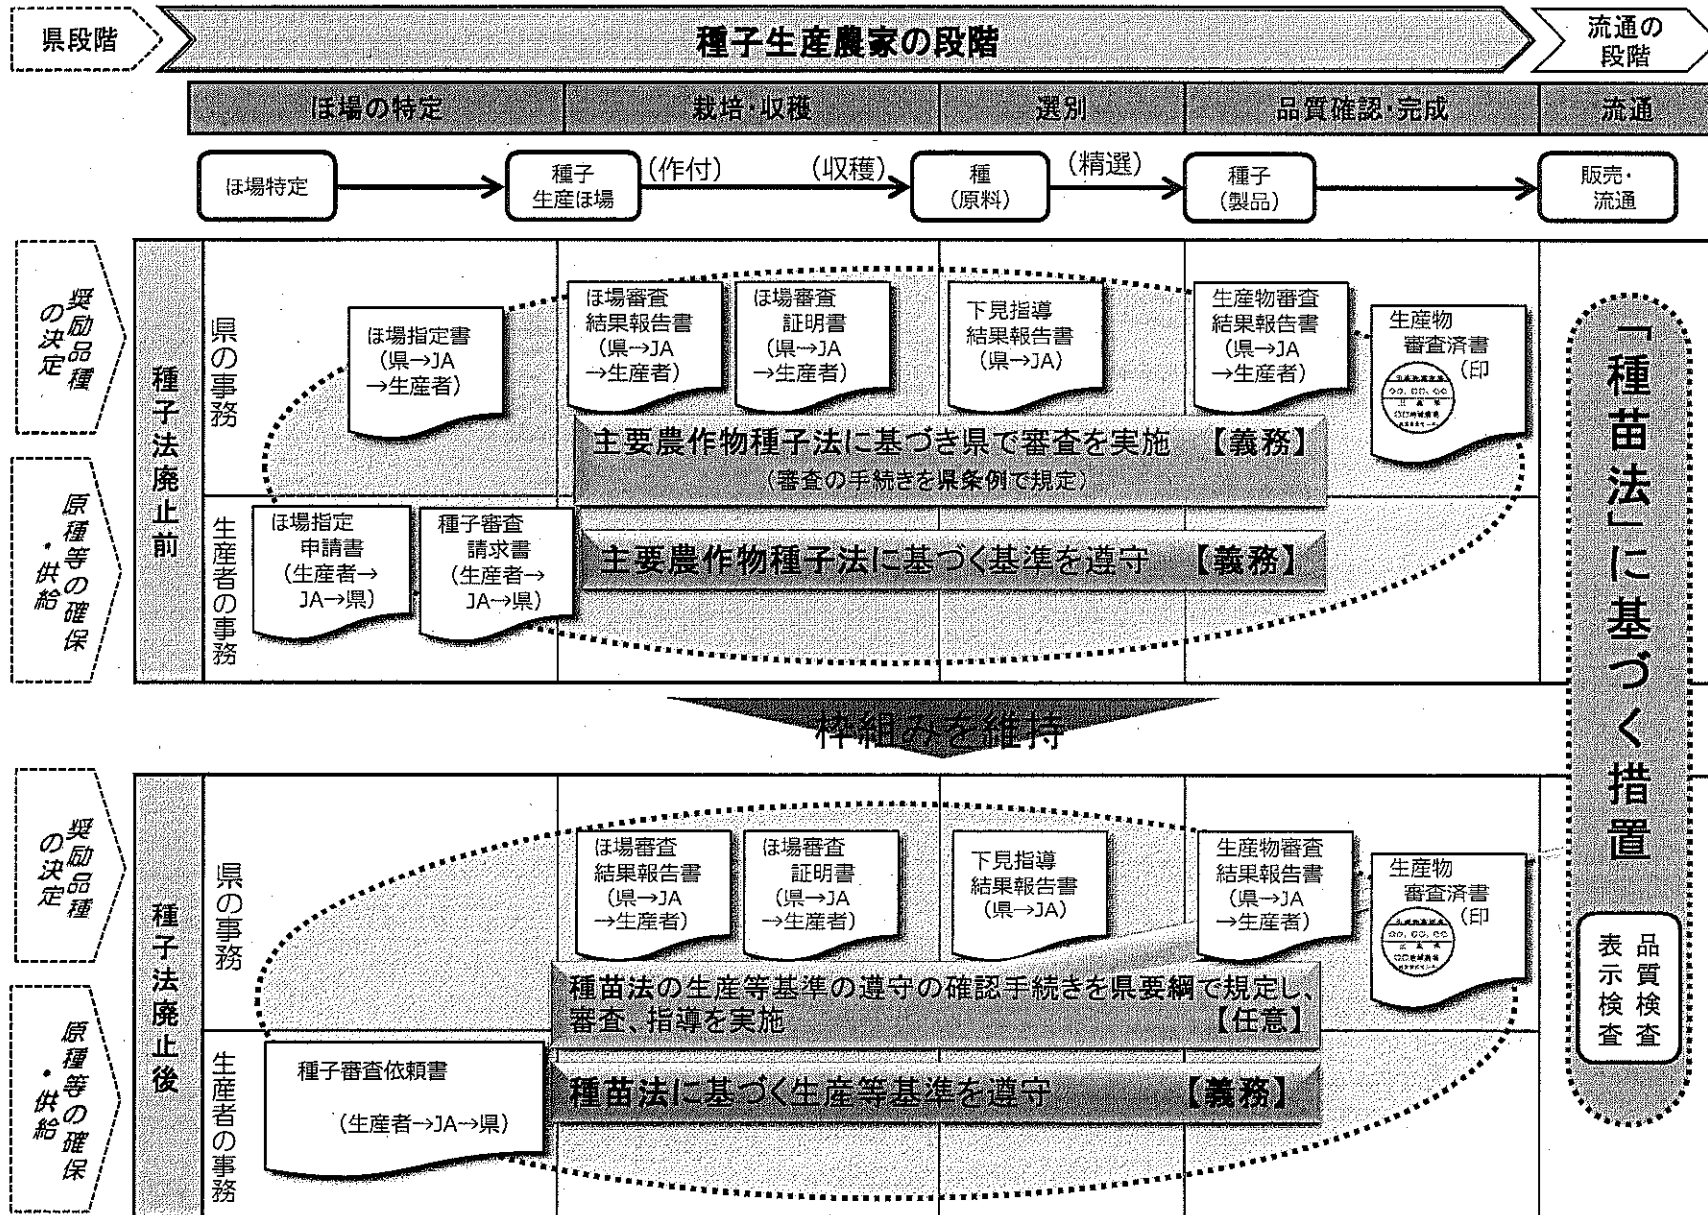 県段階
種子生産農家の段階
流通の
段階
ほ場の特定
栽培・収穫
選別
品質確認・完成
流通
ほ場特定
種子
生産ほ場
(作付)
(収穫)
種
(原料)
(精選)
種子
(製品)
販売・
流通
奨励品種
の決定
原種等の確保
・供給
種子法廃止前
県の事務
ほ場指定書
(県→JA
→生産者)
ほ場審査
結果報告書
(県→JA
→生産者)
ほ場審査
証明書
(県→JA
→生産者)
下見指導
結果報告書
(県→JA)
生産物審査
結果報告書
(県→JA
→生産者)
生産物
審査済書
(印
主要農作物種子法に基づき県で審査を実施 【義務】
(審査の手続きを県条例で規定)
生産者の事務
ほ場指定
申請書
(生産者→
JA→県)
種子審査
請求書
(生産者→
JA→県)
主要農作物種子法に基づく基準を遵守 【義務】
枠組みを維持
奨励品種
の決定
原種等の確保
・供給
種子法廃止後
県の事務
ほ場審査
結果報告書
(県→JA
→生産者)
ほ場審査
証明書
(県→JA
→生産者)
下見指導
結果報告書
(県→JA)
生産物審査
結果報告書
(県→JA
→生産者)
生産物
審査済書
(印
種苗法の生産等基準の遵守の確認手続きを県要綱で規定し、
審査、指導を実施 【任意】
生産者の事務
種子審査依頼書
(生産者→JA→県)
種苗法に基づく生産等基準を遵守 【義務】
「種苗法」に基づく措置
品質検査
表示検査